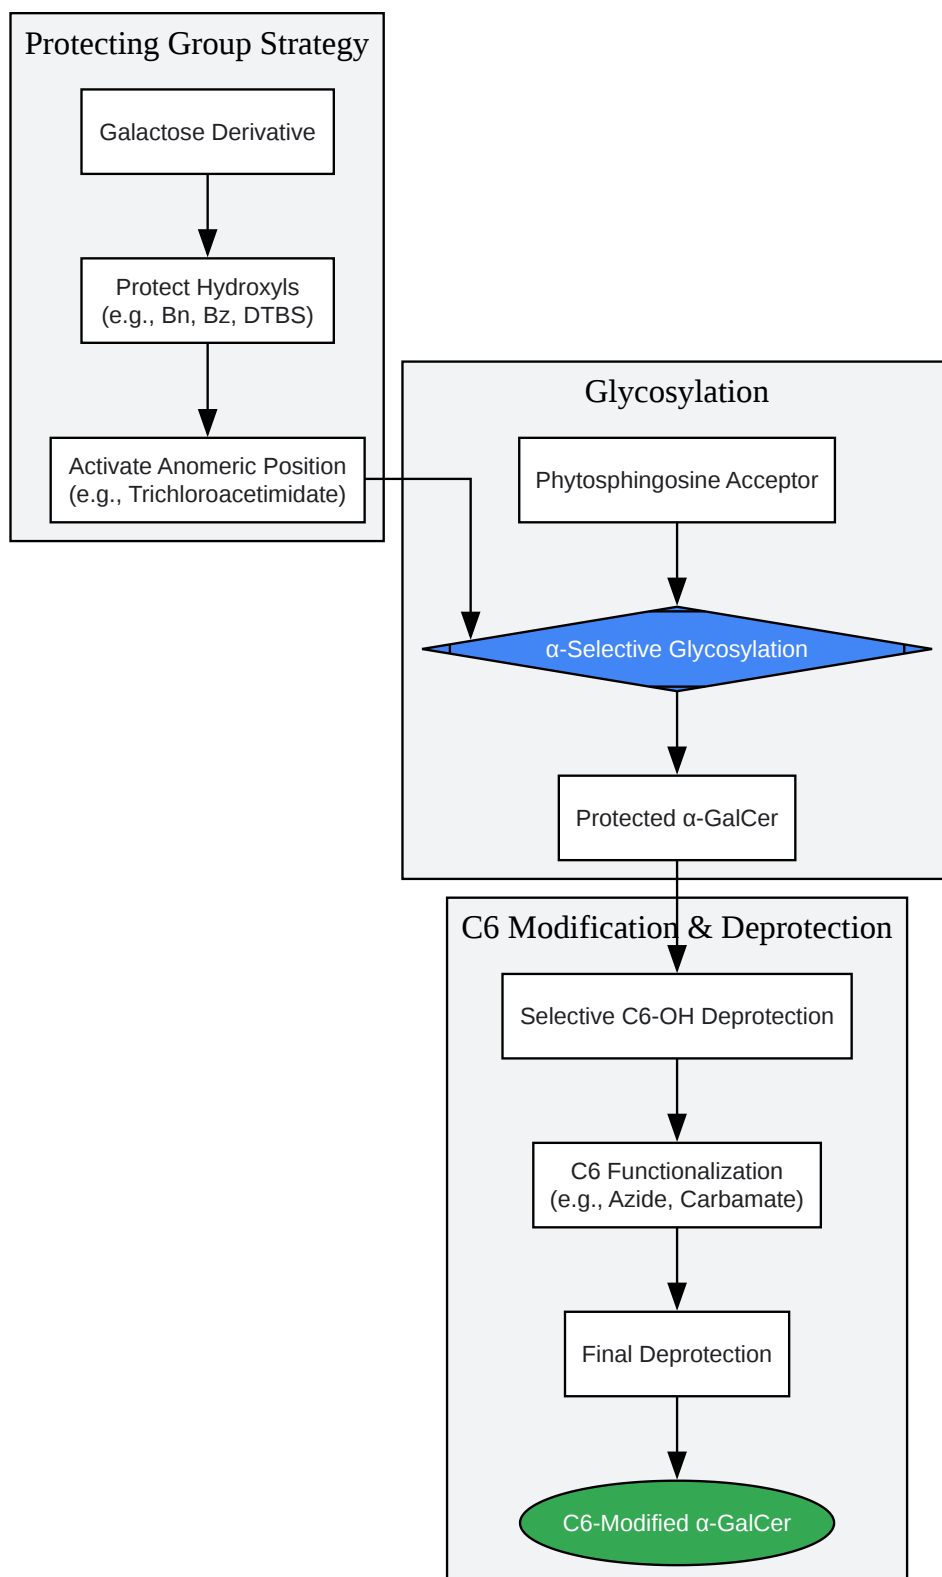 Protecting Group Strategy
Galactose Derivative
Protect Hydroxyls
(e.g., Bn, Bz, DTBS)
Activate Anomeric Position
(e.g., Trichloroacetimidate)
Glycosylation
Phytosphingosine Acceptor
α-Selective Glycosylation
Protected α-GalCer
C6 Modification & Deprotection
Selective C6-OH Deprotection
C6 Functionalization
(e.g., Azide, Carbamate)
Final Deprotection
C6-Modified α-GalCer